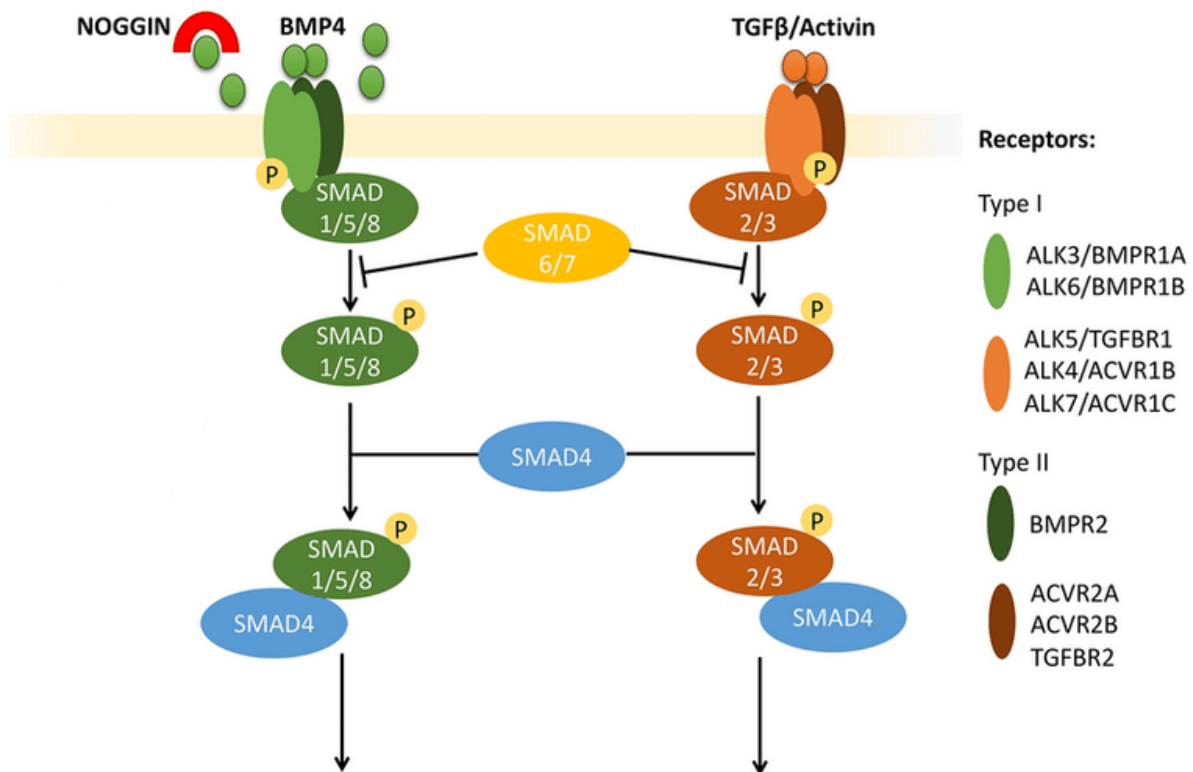 NOGGIN
BMP4
TGFβ/Activin
P
SMAD
1/5/8
P
SMAD
2/3
SMAD
6/7
P
SMAD
1/5/8
P
SMAD
2/3
SMAD4
P
SMAD
1/5/8
SMAD4
P
SMAD
2/3
SMAD4
Receptors:
Type I
ALK3/BMPR1A
ALK6/BMPR1B
ALK5/TGFBR1
ALK4/ACVR1B
ALK7/ACVR1C
Type II
BMPR2
ACVR2A
ACVR2B
TGFBR2